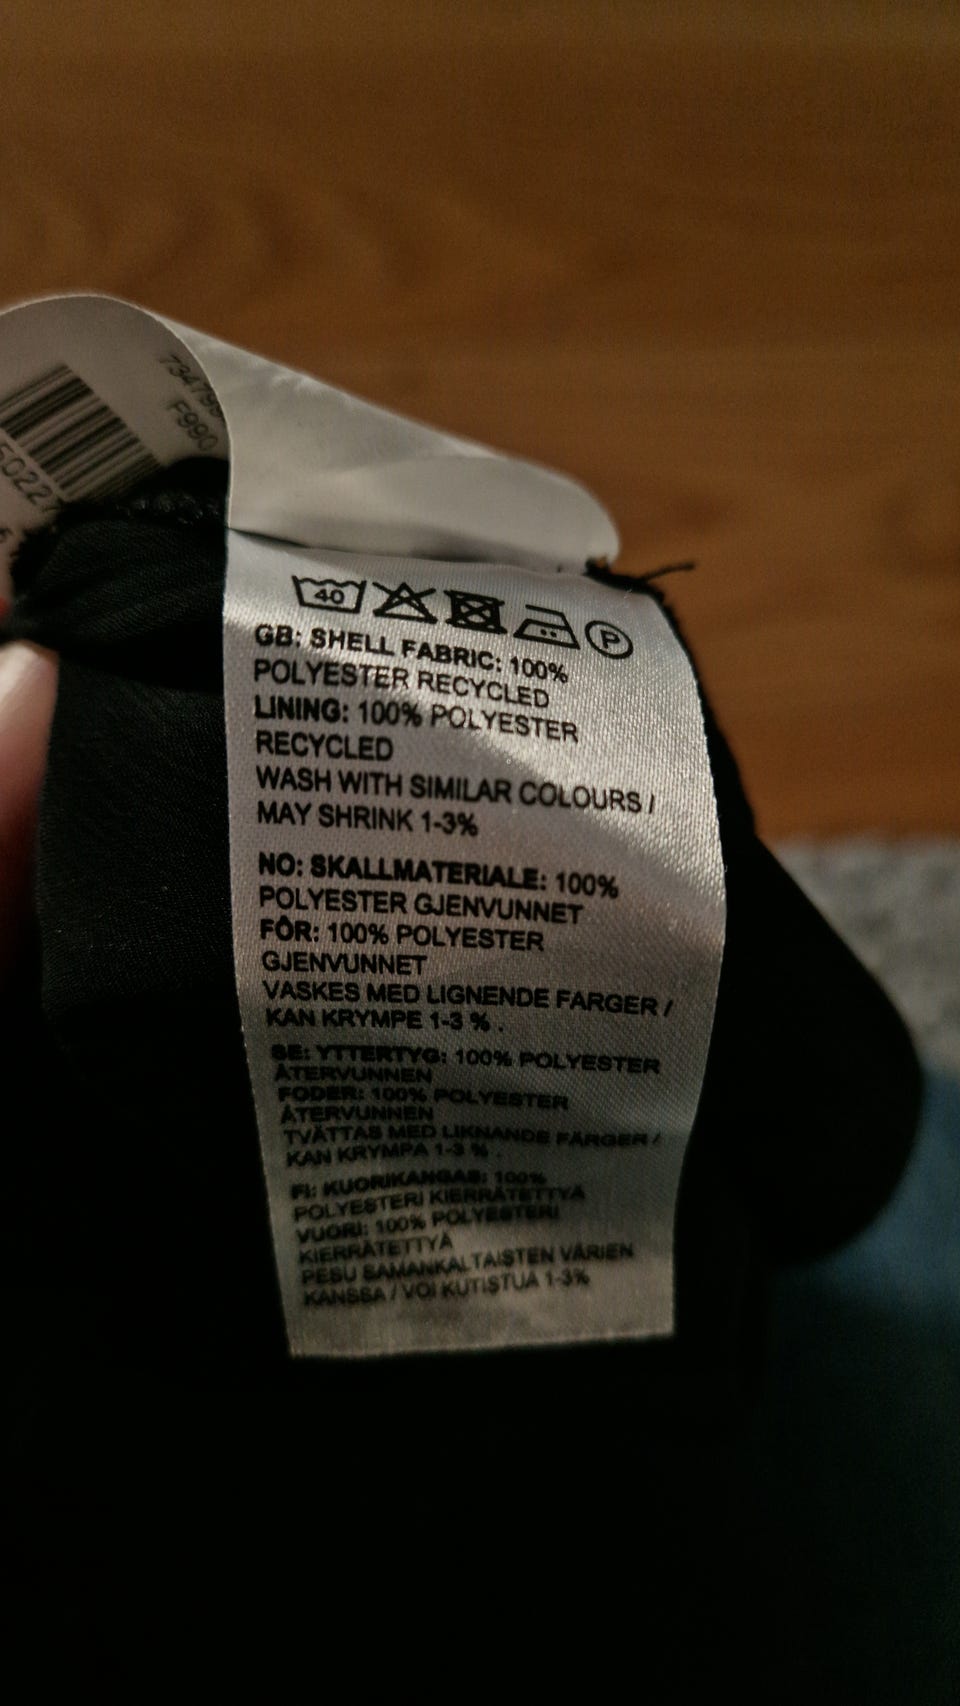 F990
40
P
GB: SHELL FABRIC: 100%
POLYESTER RECYCLED
LINING: 100% POLYESTER
RECYCLED
WASH WITH SIMILAR COLOURS /
MAY SHRINK 1-3%
NO: SKALLMATERIALE: 100%
POLYESTER GJENVUNNET
FÔR: 100% POLYESTER
GJENVUNNET
VASKES MED LIGNENDE FARGER /
KAN KRYMPE 1-3 % .
SE: YTTERTYG: 100% POLYESTER
ÅTERVUNNEN
FODER: 100% POLYESTER
ÅTERVUNNEN
TVÄTTAS MED LIKNANDE FÄRGER /
KAN KRYMPA 1-3 % .
FI: KUORIKANGAS: 100%
POLYESTERI KIERRÄTETTYÄ
VUORI: 100% POLYESTERI
KIERRÄTETTYÄ
PESU SAMANKALTAISTEN VÄRIEN
KANSSA / VOI KUTISTUA 1-3%